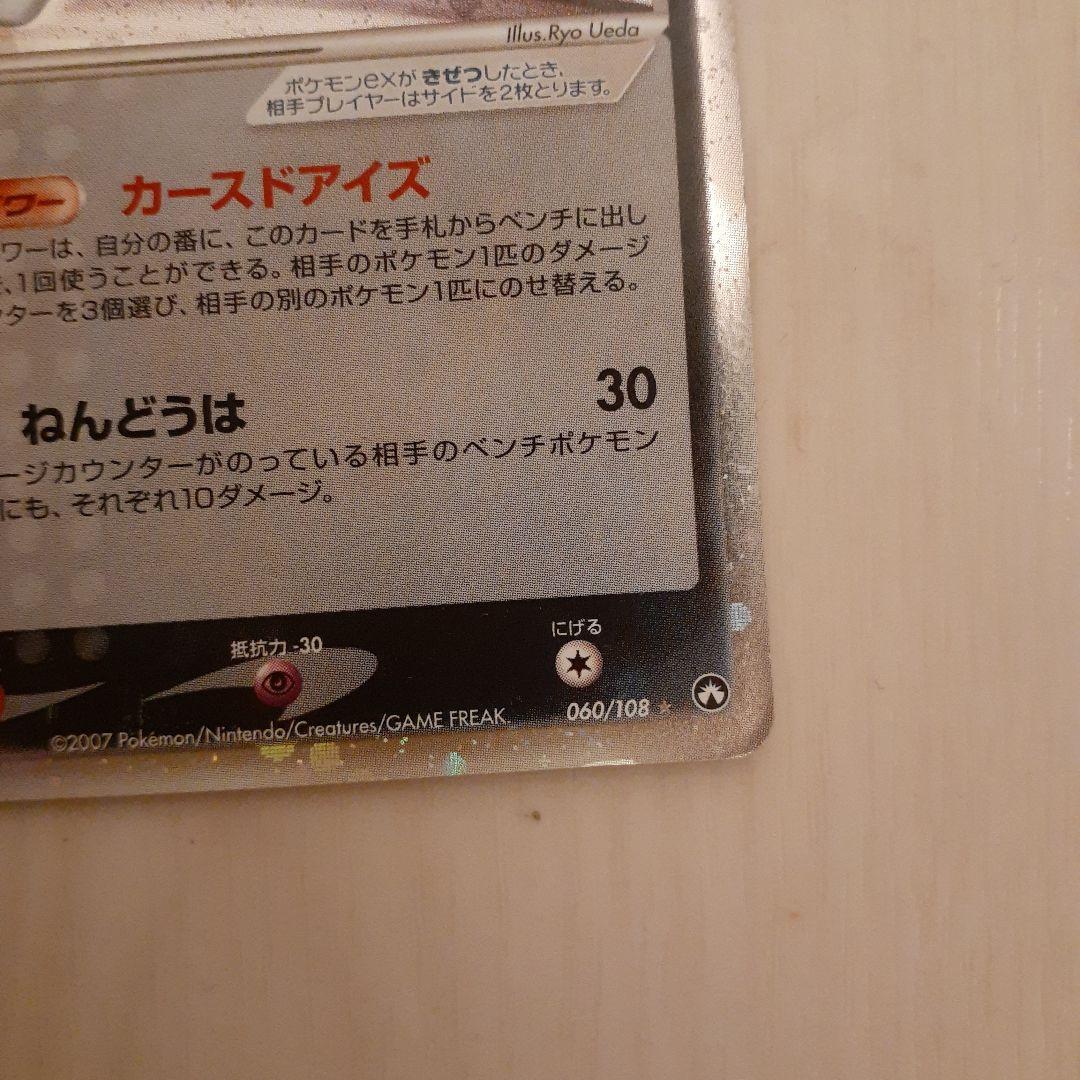 Illus.Ryo Ueda
ポケモンexが きぜつしたとき、
相手プレイヤーはサイドを2枚とります。
ワー カースドアイズ
ワーは、自分の番に、このカードを手札からベンチに出し
、1回使うことができる。相手のポケモン1匹のダメージ
ターを3個選び、相手の別のポケモン1匹にのせ替える。
ねんどうは 30
ージカウンターがのっている相手のベンチポケモン
にも、それぞれ10ダメージ。
抵抗力 -30
にげる
060/108
©2007 Pokémon/Nintendo/Creatures/GAME FREAK.